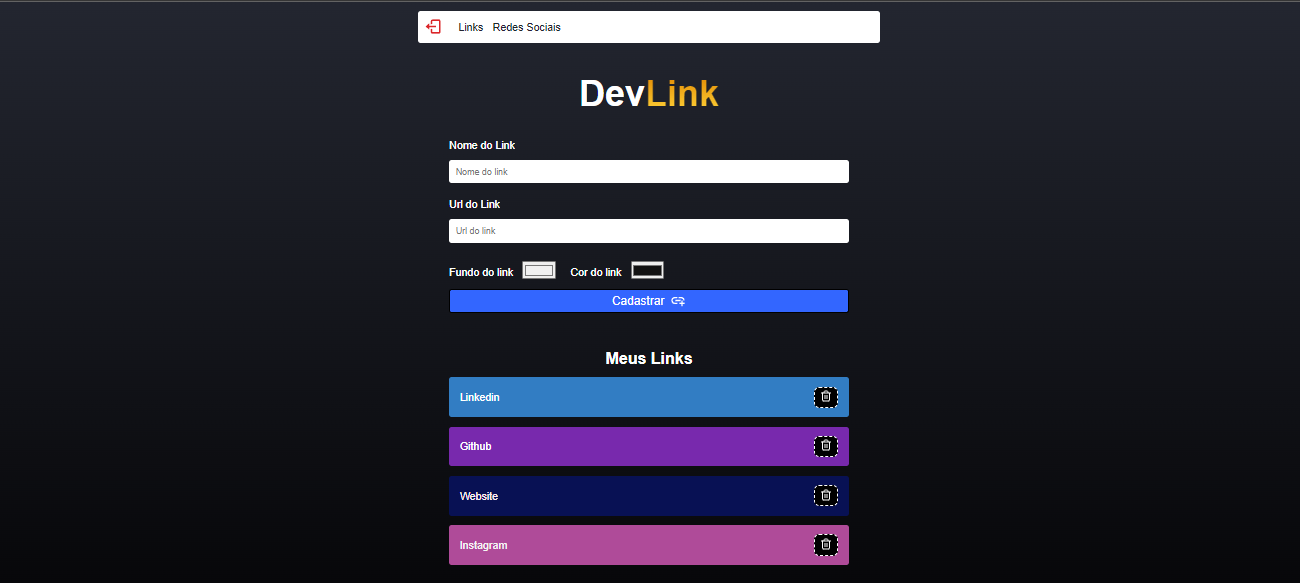 Links Redes Sociais
DevLink
Nome do Link
Nome do link
Url do Link
Url do link
Fundo do link Cor do link
Cadastrar
Meus Links
Linkedin
Github
Website
Instagram